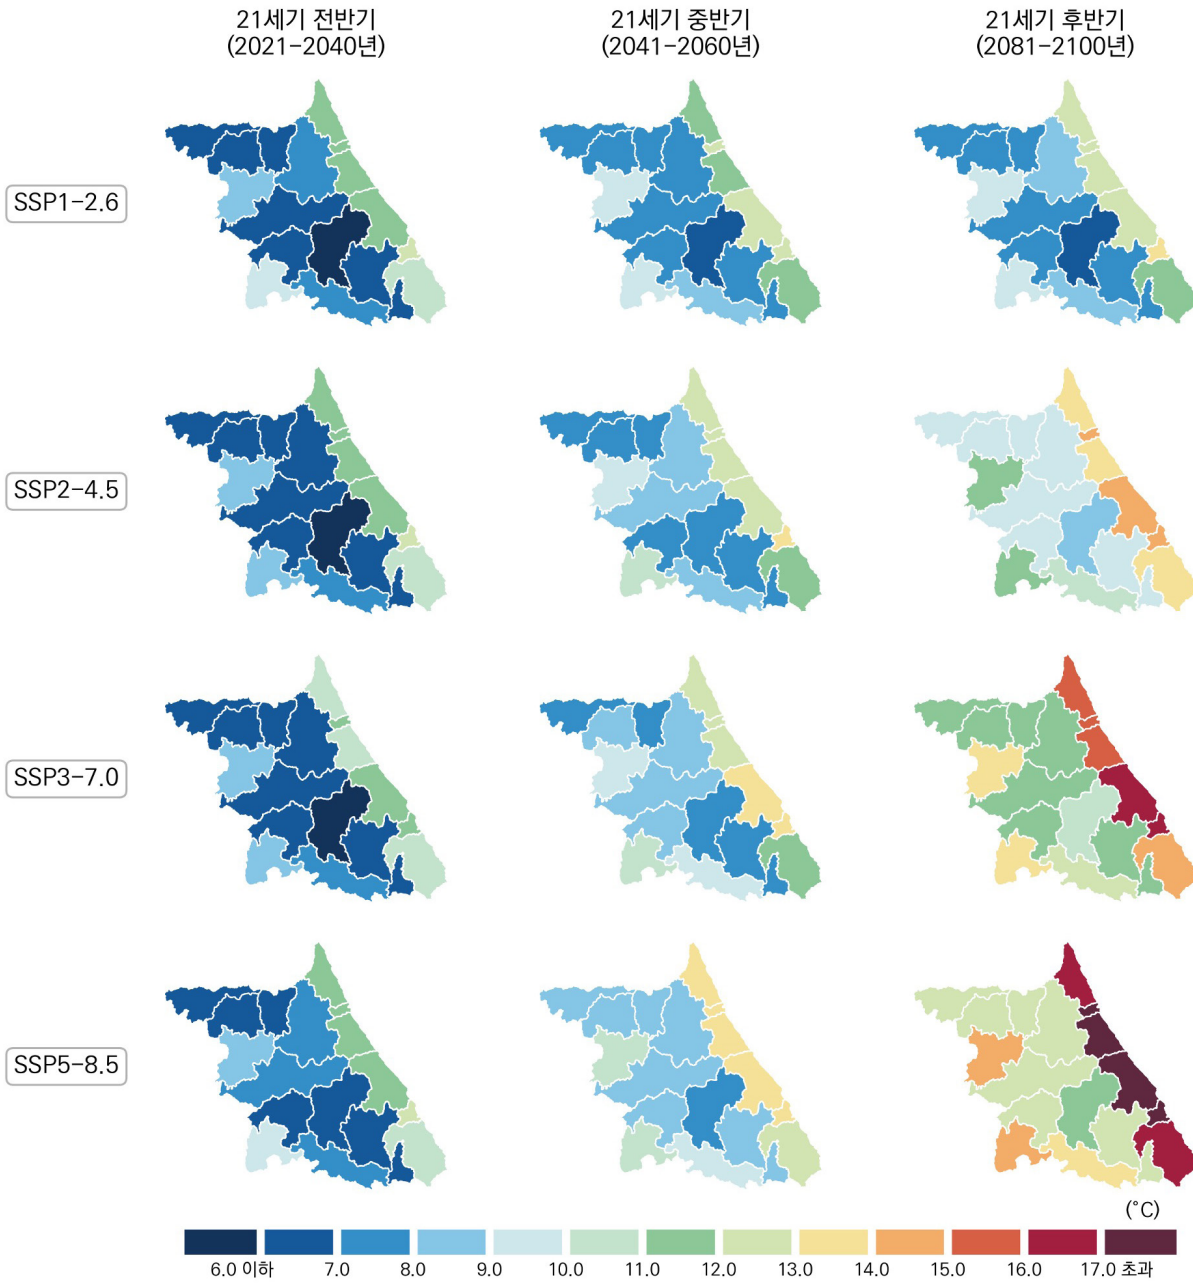 21세기 전반기
(2021-2040년)
21세기 중반기
(2041-2060년)
21세기 후반기
(2081-2100년)
SSP1-2.6
SSP2-4.5
SSP3-7.0
SSP5-8.5
(°C)
6.0 이하 7.0 8.0 9.0 10.0 11.0 12.0 13.0 14.0 15.0 16.0 17.0 초과